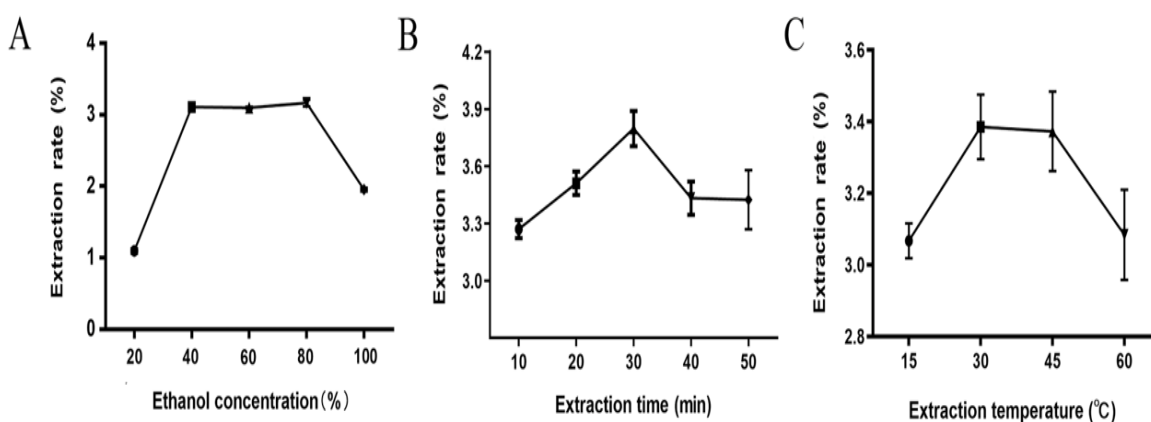 A
Extraction rate (%)
4
3
2
1
0
20 40 60 80 100
Ethanol concentration(%)
B
Extraction rate (%)
4.2
3.9
3.6
3.3
3.0
10 20 30 40 50
Extraction time (min)
C
Extraction rate (%)
3.6
3.4
3.2
3.0
2.8
15 30 45 60
Extraction temperature (℃)